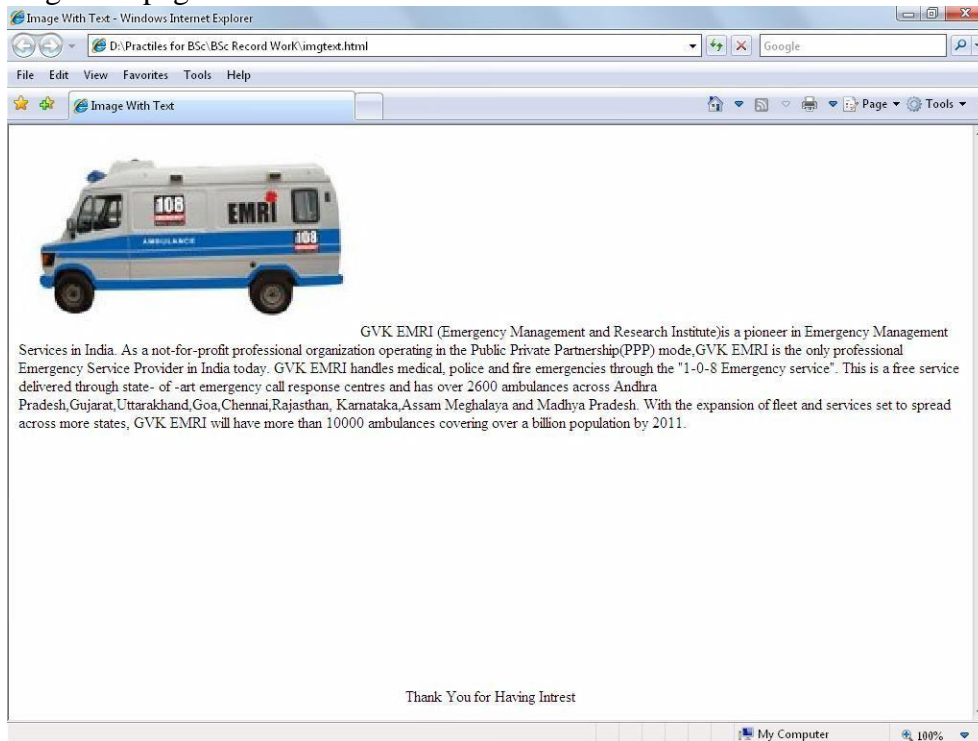 Image With Text - Windows Internet Explorer
D:\Practiles for BSc\BSc Record WorK\imgtext.html
Google
File Edit View Favorites Tools Help
Image With Text
Page
Tools
108
EMRI
AMBULANCE
108
GVK EMRI (Emergency Management and Research Institute)is a pioneer in Emergency Management
Services in India. As a not-for-profit professional organization operating in the Public Private Partnership(PPP) mode,GVK EMRI is the only professional
Emergency Service Provider in India today. GVK EMRI handles medical, police and fire emergencies through the "1-0-8 Emergency service". This is a free service
delivered through state- of -art emergency call response centres and has over 2600 ambulances across Andhra
Pradesh,Gujarat,Uttarakhand,Goa,Chennai,Rajasthan, Karnataka,Assam Meghalaya and Madhya Pradesh. With the expansion of fleet and services set to spread
across more states, GVK EMRI will have more than 10000 ambulances covering over a billion population by 2011.
Thank You for Having Intrest
My Computer
100%